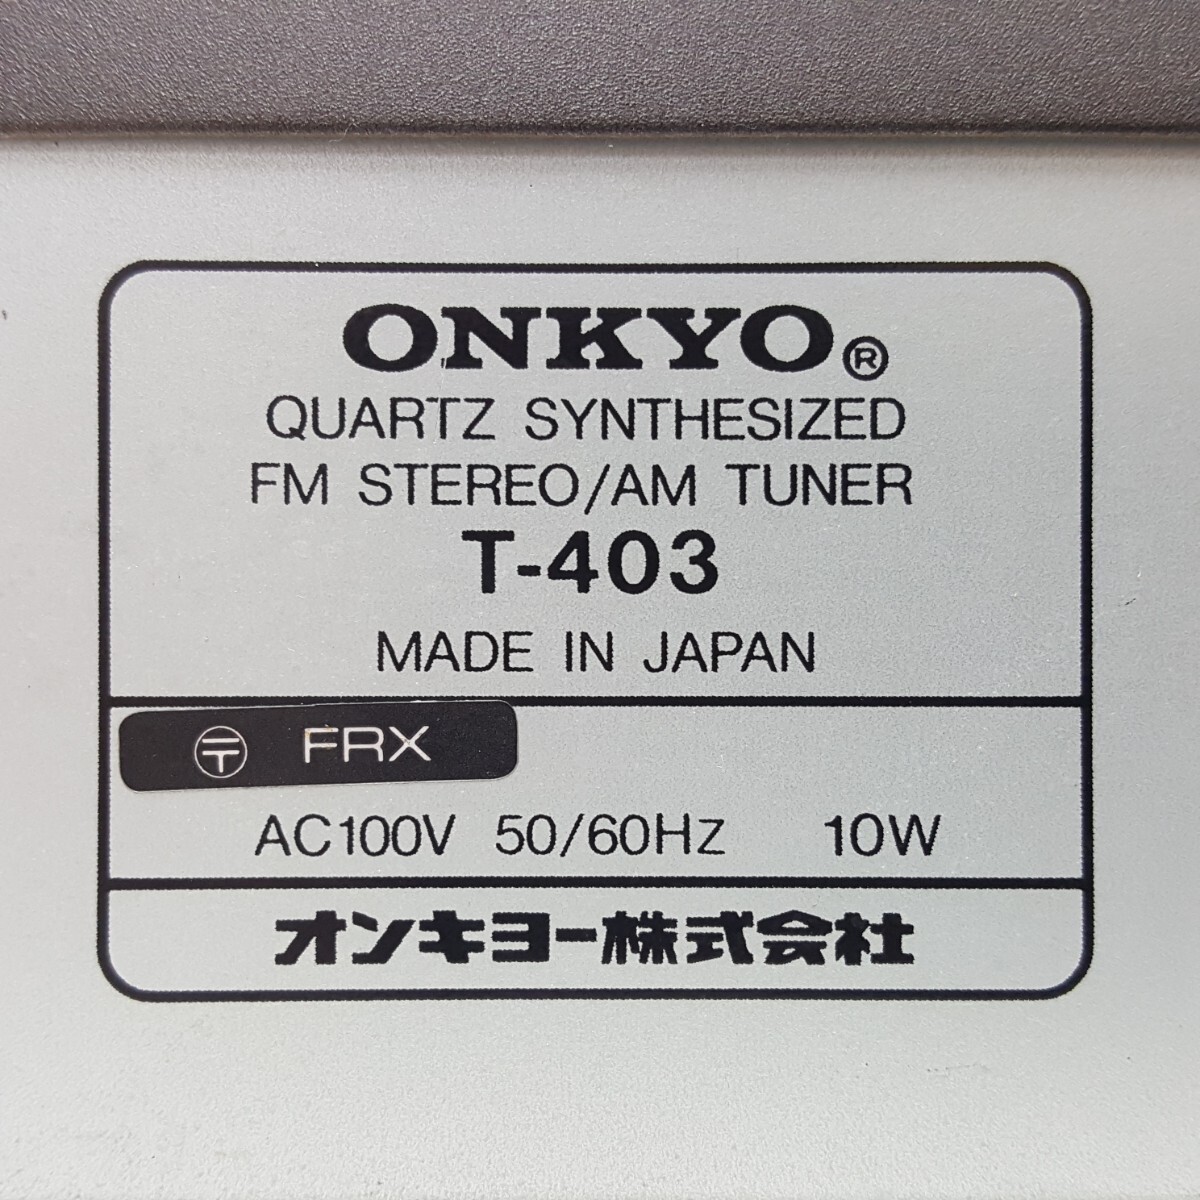 ONKYO®
QUARTZ SYNTHESIZED
FM STEREO/AM TUNER
T-403
MADE IN JAPAN
〶 FRX
AC100V 50/60Hz 10W
オンキヨー株式会社